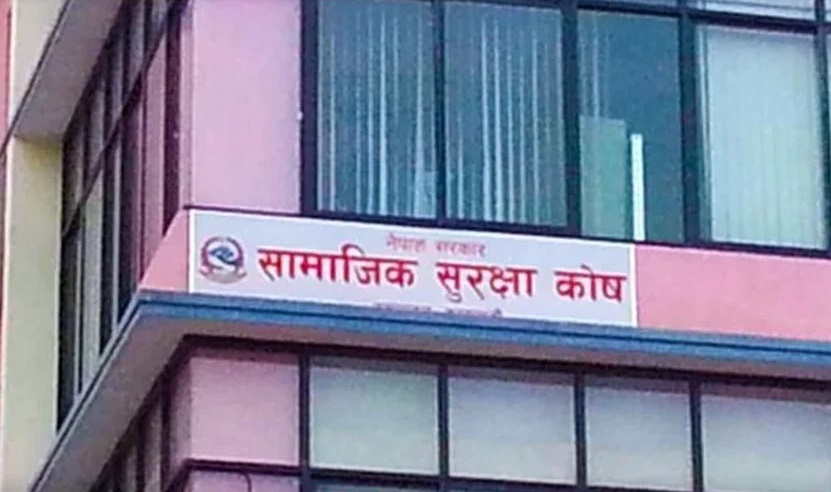 नेपाल सरकार
सामाजिक सुरक्षा कोष